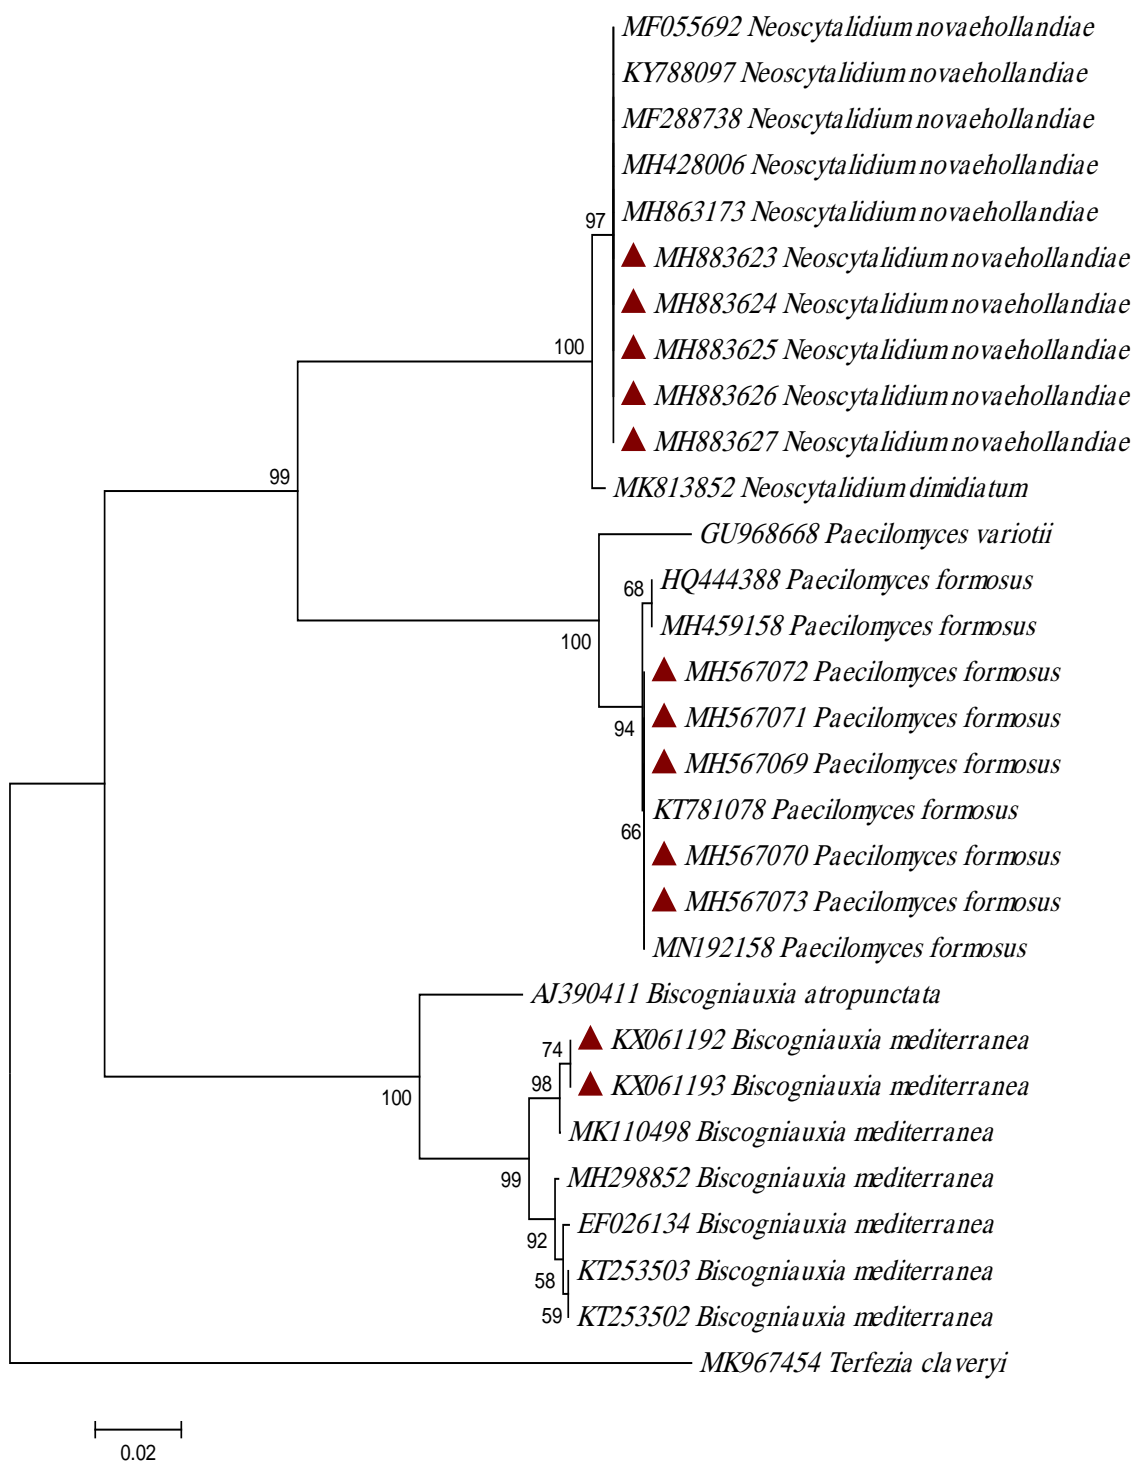 MF055692 Neoscytalidium novaehollandiae
KY788097 Neoscytalidium novaehollandiae
MF288738 Neoscytalidium novaehollandiae
MH428006 Neoscytalidium novaehollandiae
MH863173 Neoscytalidium novaehollandiae
97
MH883623 Neoscytalidium novaehollandiae
MH883624 Neoscytalidium novaehollandiae
100
MH883625 Neoscytalidium novaehollandiae
MH883626 Neoscytalidium novaehollandiae
MH883627 Neoscytalidium novaehollandiae
99
MK813852 Neoscytalidium dimidiatum
GU968668 Paecilomyces variotii
HQ444388 Paecilomyces formosus
68
MH459158 Paecilomyces formosus
100
MH567072 Paecilomyces formosus
MH567071 Paecilomyces formosus
94
MH567069 Paecilomyces formosus
KT781078 Paecilomyces formosus
66
MH567070 Paecilomyces formosus
MH567073 Paecilomyces formosus
MN192158 Paecilomyces formosus
AJ390411 Biscogniauxia atropunctata
KX061192 Biscogniauxia mediterranea
74
KX061193 Biscogniauxia mediterranea
98
100
MK110498 Biscogniauxia mediterranea
MH298852 Biscogniauxia mediterranea
99
EF026134 Biscogniauxia mediterranea
92
KT253503 Biscogniauxia mediterranea
58
KT253502 Biscogniauxia mediterranea
59
MK967454 Terfezia claveryi
0.02